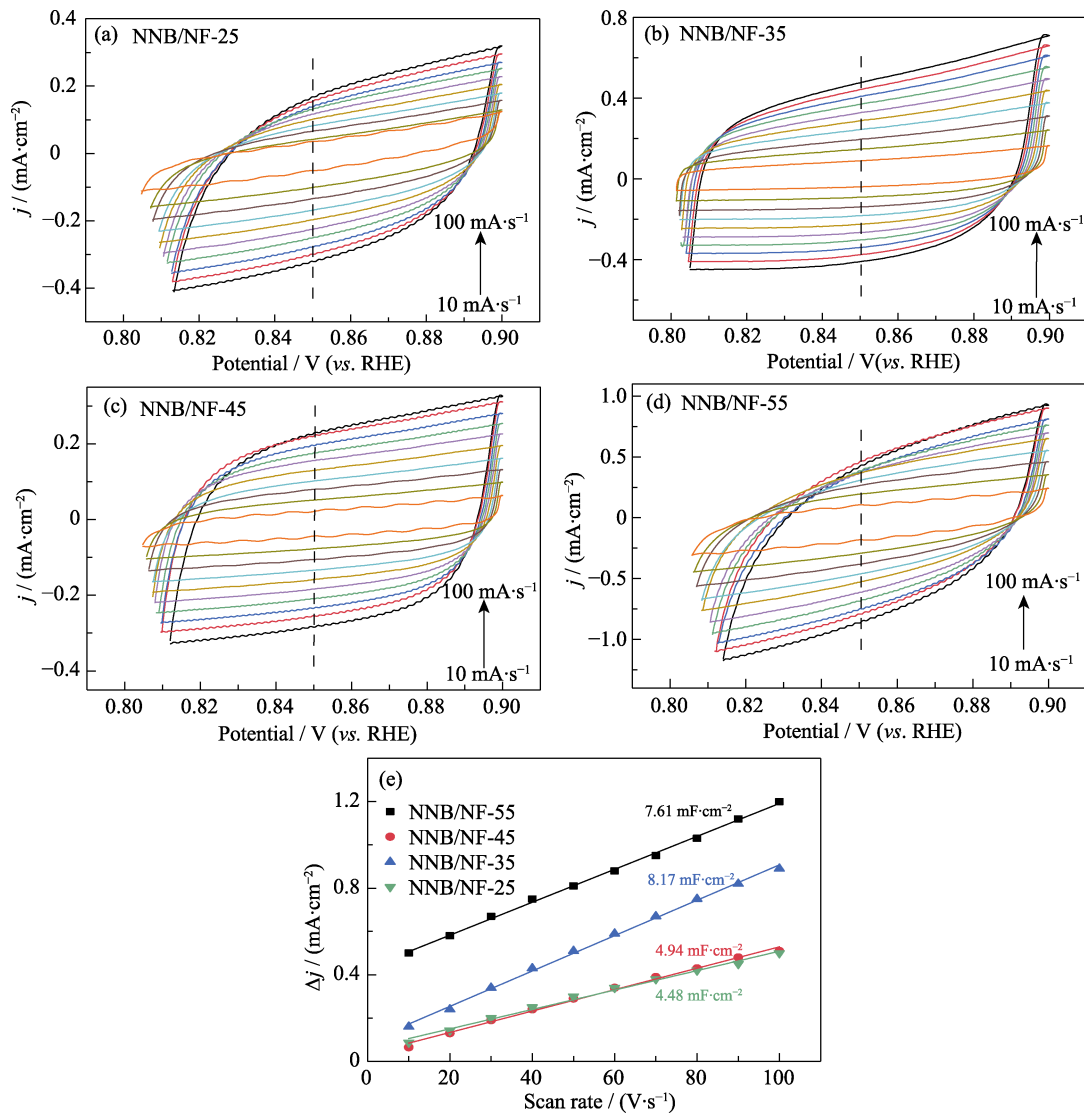 (a) NNB/NF-25
0.4
0.2
0
−0.2
−0.4
j / (mA·cm⁻²)
100 mA·s⁻¹
10 mA·s⁻¹
0.80 0.82 0.84 0.86 0.88 0.90
Potential / V (vs. RHE)
(b) NNB/NF-35
0.8
0.4
0
−0.4
j / (mA·cm⁻²)
100 mA·s⁻¹
10 mA·s⁻¹
0.80 0.82 0.84 0.86 0.88 0.90
Potential / V(vs. RHE)
(c) NNB/NF-45
0.2
0
−0.2
−0.4
j / (mA·cm⁻²)
100 mA·s⁻¹
10 mA·s⁻¹
0.80 0.82 0.84 0.86 0.88 0.90
Potential / V (vs. RHE)
(d) NNB/NF-55
1.0
0.5
0
−0.5
−1.0
j / (mA·cm⁻²)
100 mA·s⁻¹
10 mA·s⁻¹
0.80 0.82 0.84 0.86 0.88 0.90
Potential / V (vs. RHE)
(e)
NNB/NF-55
NNB/NF-45
NNB/NF-35
NNB/NF-25
7.61 mF·cm⁻²
8.17 mF·cm⁻²
4.94 mF·cm⁻²
4.48 mF·cm⁻²
1.2
0.8
0.4
0
Δj / (mA·cm⁻²)
0 20 40 60 80 100
Scan rate / (V·s⁻¹)